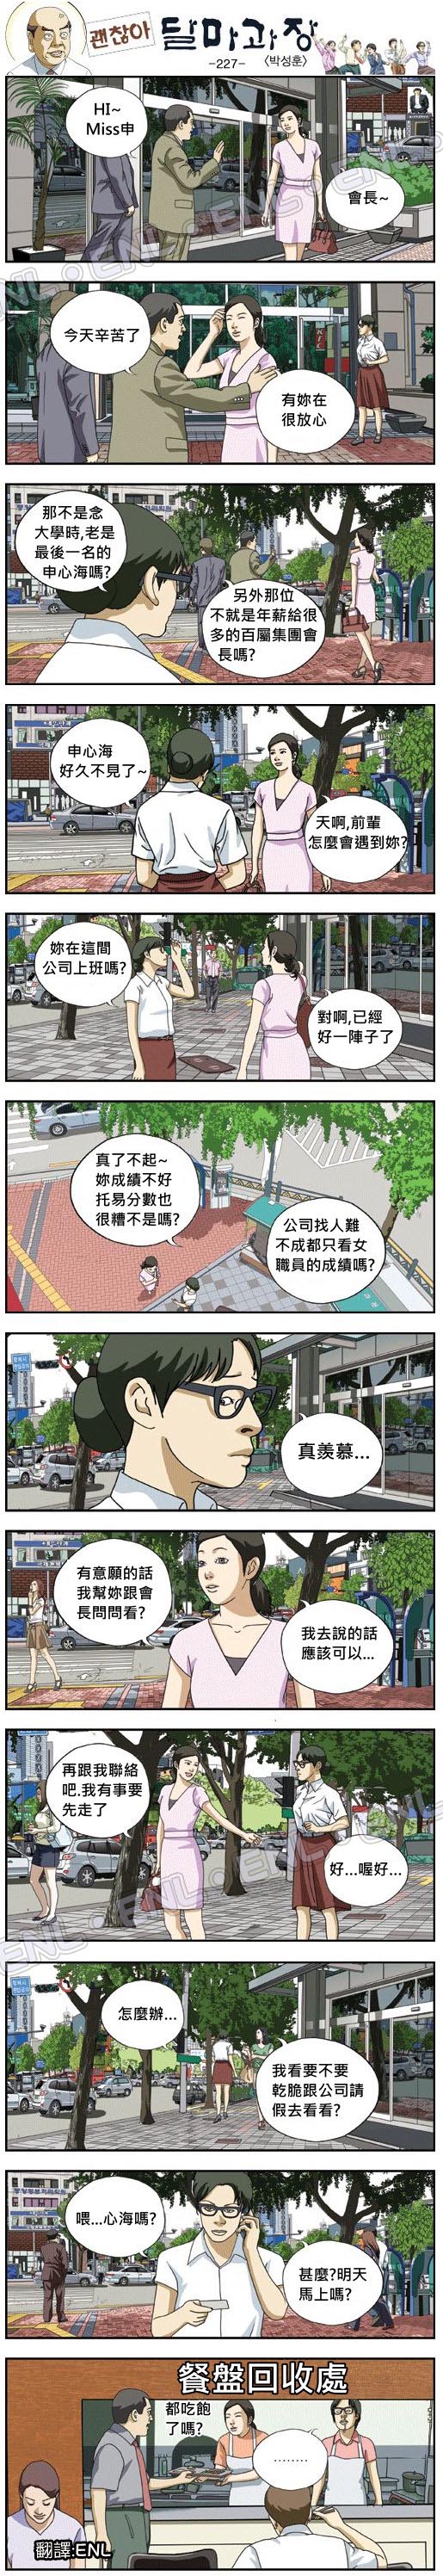 괜찮아 달마과장
-227- 〈박성훈〉
HI~
Miss申
會長~
今天辛苦了
有妳在
很放心
那不是念
大學時,老是
最後一名的
申心海嗎?
另外那位
不就是年薪給很
多的百屬集團會
長嗎?
申心海
好久不見了~
天啊,前輩
怎麼會遇到妳?
妳在這間
公司上班嗎?
對啊,已經
好一陣子了
真了不起~
妳成績不好
托易分數也
很糟不是嗎?
公司找人難
不成都只看女
職員的成績嗎?
真羨慕...
有意願的話
我幫妳跟會
長問問看?
我去說的話
應該可以...
再跟我聯絡
吧.我有事要
先走了
好...喔好...
怎麼辦...
我看要不要
乾脆跟公司請
假去看看?
喂...心海嗎?
甚麼?明天
馬上嗎?
餐盤回收處
都吃飽
了嗎?
........
翻譯:ENL